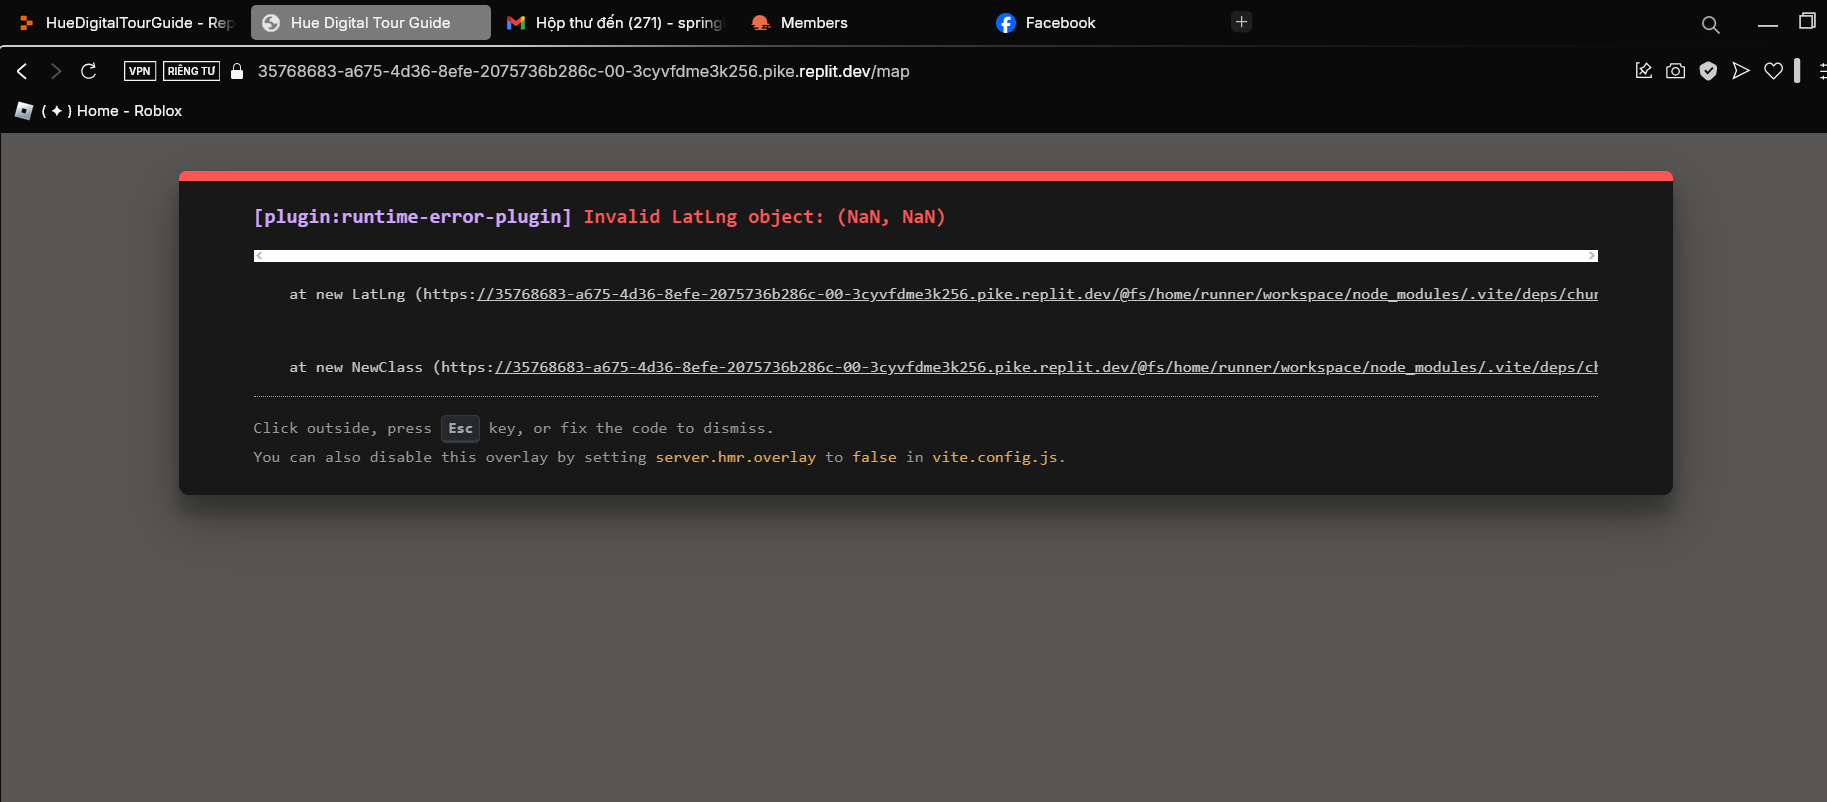 HueDigitalTourGuide - Rep
Hue Digital Tour Guide
Hộp thư đến (271) - spring
Members
Facebook
VPN
RIÊNG TƯ
35768683-a675-4d36-8efe-2075736b286c-00-3cyvfdme3k256.pike.replit.dev/map
( ✦ ) Home - Roblox
[plugin:runtime-error-plugin] Invalid LatLng object: (NaN, NaN)
at new LatLng (https://35768683-a675-4d36-8efe-2075736b286c-00-3cyvfdme3k256.pike.replit.dev/@fs/home/runner/workspace/node_modules/.vite/deps/chun
at new NewClass (https://35768683-a675-4d36-8efe-2075736b286c-00-3cyvfdme3k256.pike.replit.dev/@fs/home/runner/workspace/node_modules/.vite/deps/ch
Click outside, press Esc key, or fix the code to dismiss.
You can also disable this overlay by setting server.hmr.overlay to false in vite.config.js.